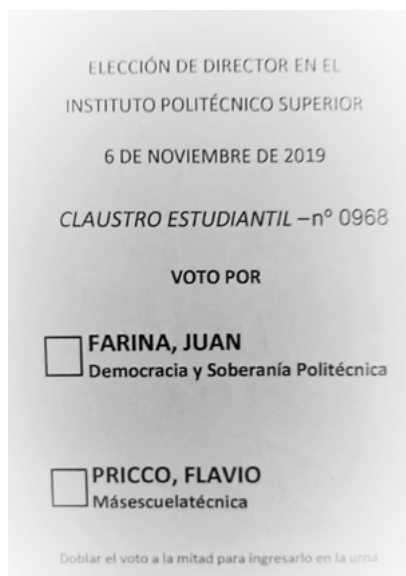 ELECCIÓN DE DIRECTOR EN EL
INSTITUTO POLITÉCNICO SUPERIOR
6 DE NOVIEMBRE DE 2019
CLAUSTRO ESTUDIANTIL –nº 0968
VOTO POR
FARINA, JUAN
Democracia y Soberanía Politécnica
PRICCO, FLAVIO
Másescuelatécnica
Doblar el voto a la mitad para ingresarlo en la urna